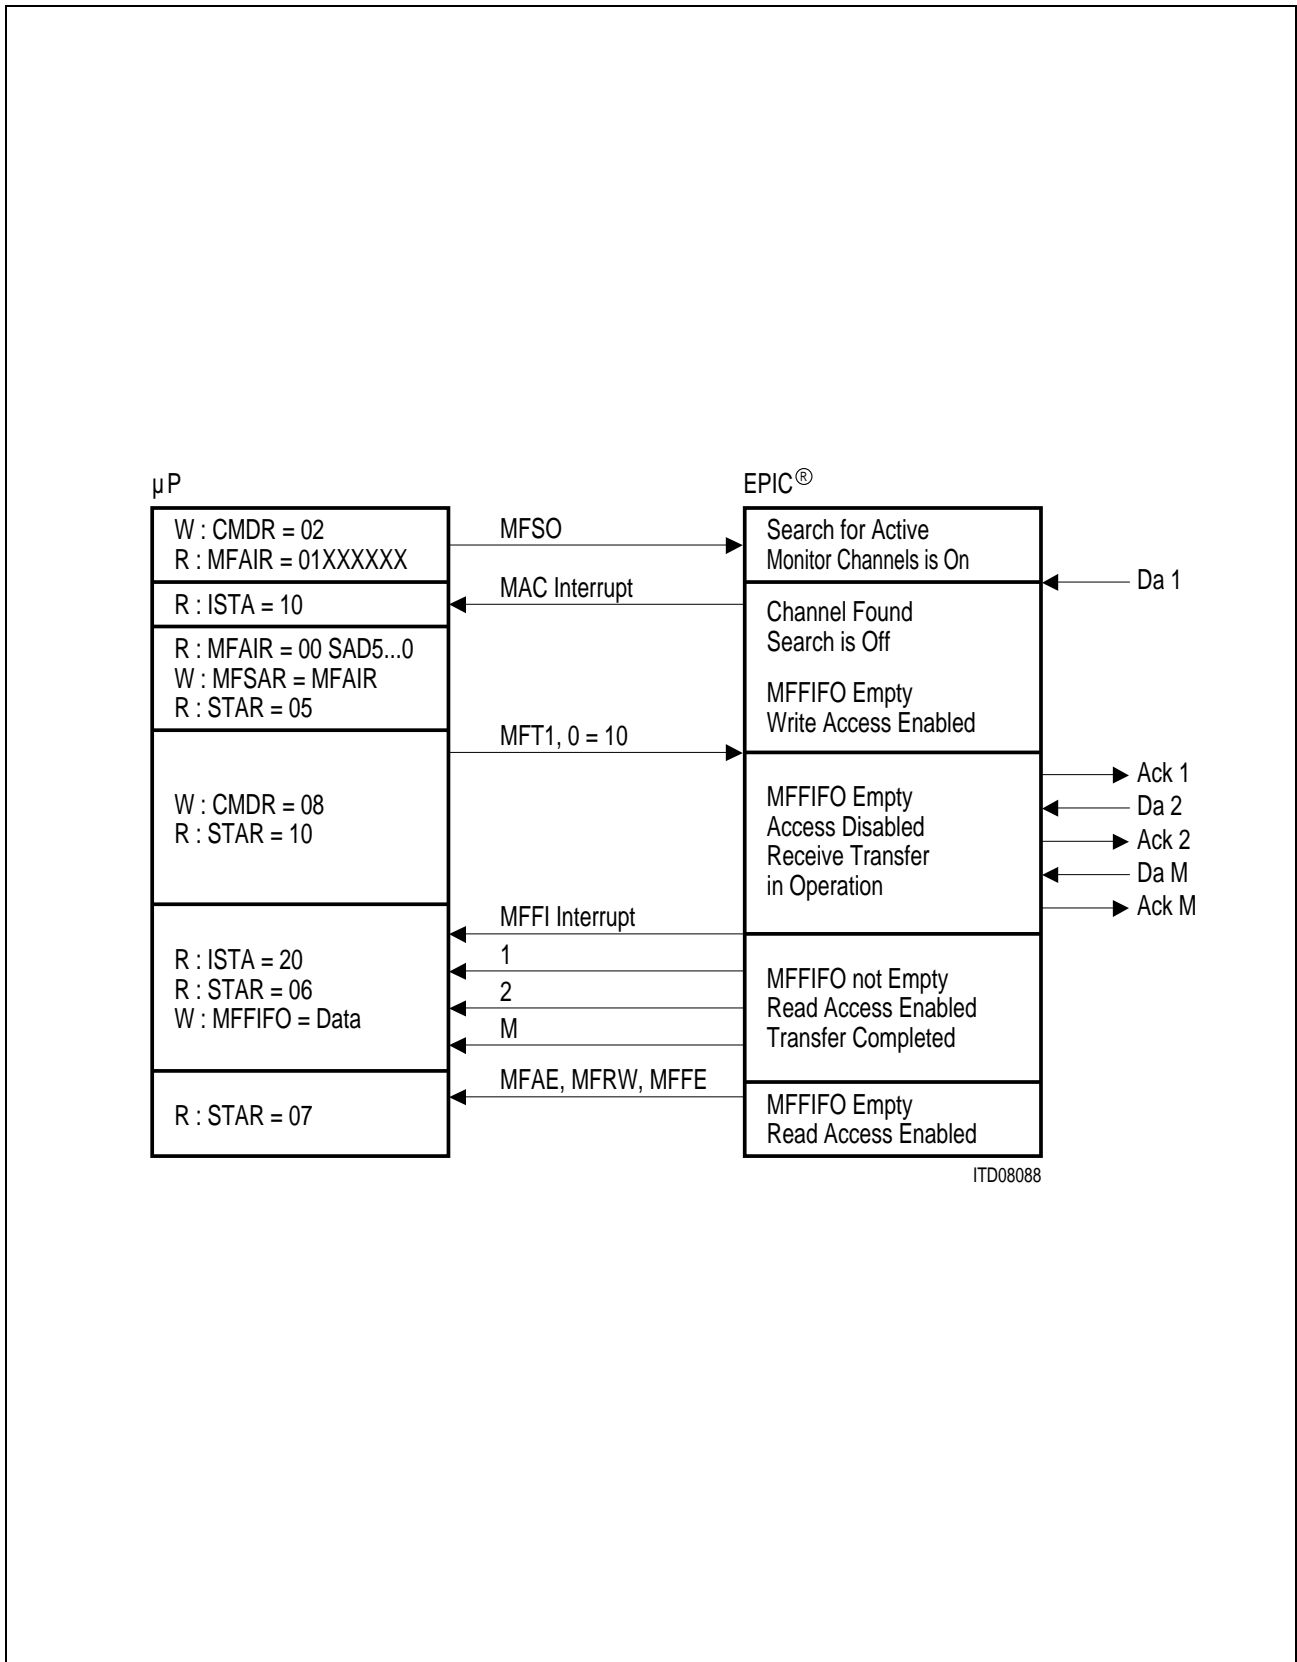 µP
W : CMDR = 02
R : MFAIR = 01XXXXXX
R : ISTA = 10
R : MFAIR = 00 SAD5...0
W : MFSAR = MFAIR
R : STAR = 05
W : CMDR = 08
R : STAR = 10
R : ISTA = 20
R : STAR = 06
W : MFFIFO = Data
R : STAR = 07
MFSO
MAC Interrupt
MFT1, 0 = 10
MFFI Interrupt
1
2
M
MFAE, MFRW, MFFE
EPIC®
Search for Active
Monitor Channels is On
Channel Found
Search is Off
MFFIFO Empty
Write Access Enabled
MFFIFO Empty
Access Disabled
Receive Transfer
in Operation
MFFIFO not Empty
Read Access Enabled
Transfer Completed
MFFIFO Empty
Read Access Enabled
Da 1
Ack 1
Da 2
Ack 2
Da M
Ack M
ITD08088